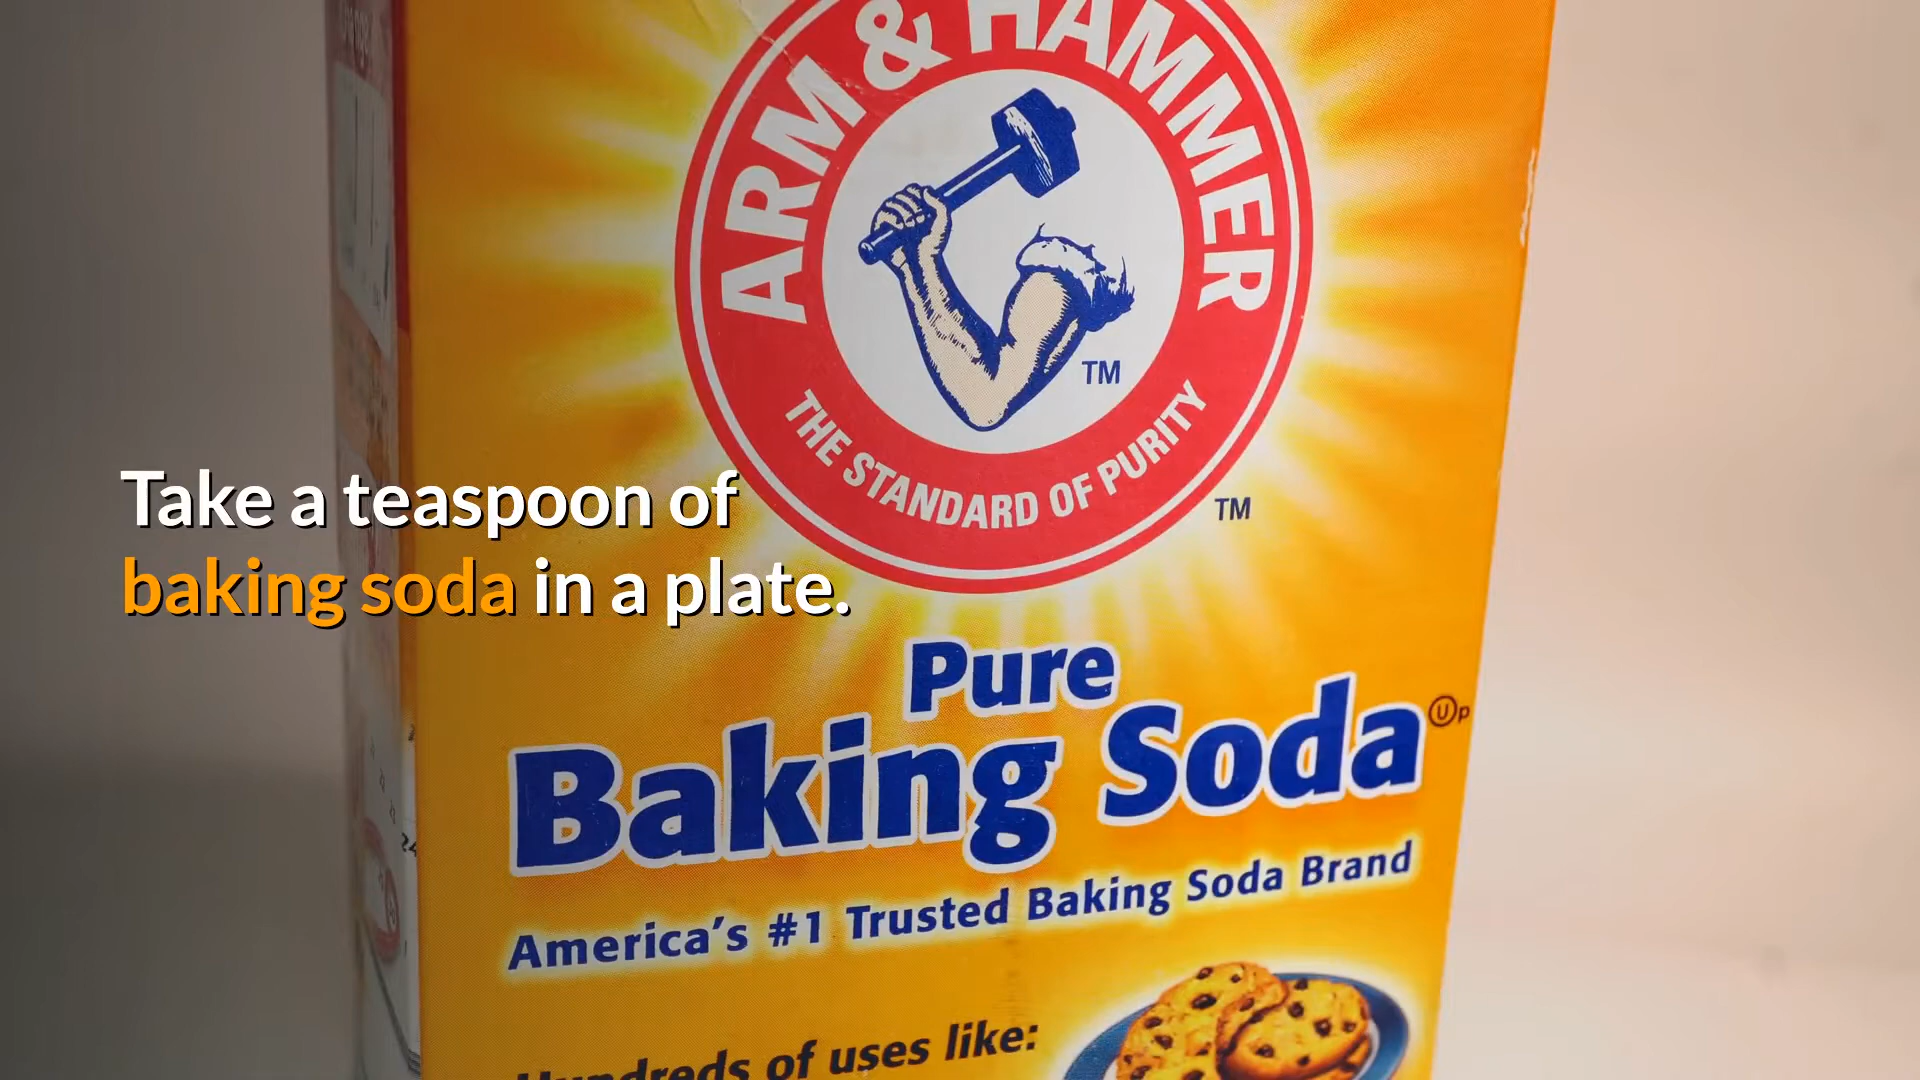 ARM & HAMMER
THE STANDARD OF PURITY
TM
TM
Take a teaspoon of
baking soda in a plate.
Pure
Baking Soda
America's #1 Trusted Baking Soda Brand
Hundreds of uses like: